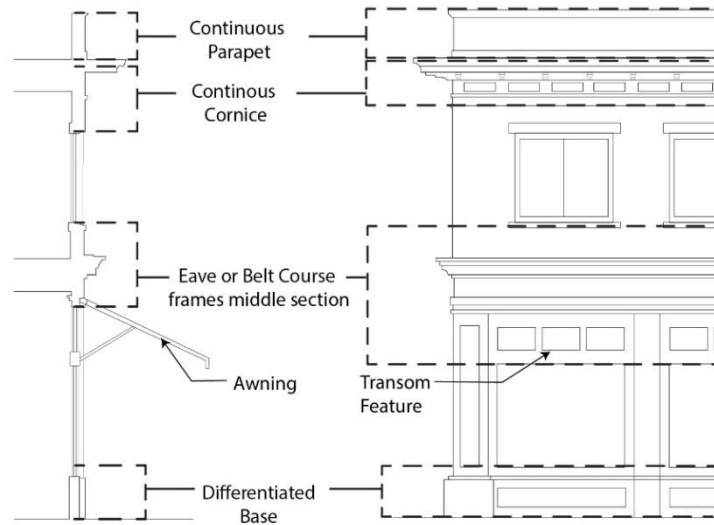 Continuous
Parapet
Continous
Cornice
Eave or Belt Course
frames middle section
Awning
Transom
Feature
Differentiated
Base